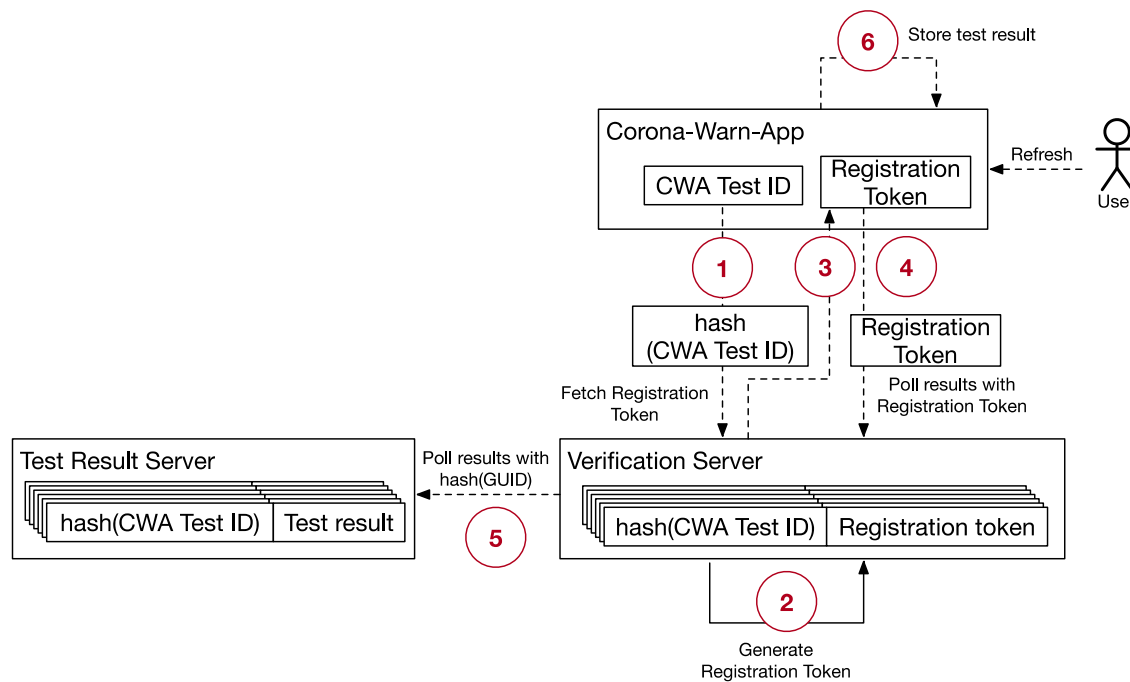 6
Store test result
Corona-Warn-App
CWA Test ID
Registration
Token
Refresh
User
1
3
4
hash
(CWA Test ID)
Registration
Token
Fetch Registration
Token
Poll results with
Registration Token
Test Result Server
hash(CWA Test ID)
Test result
Poll results with
hash(GUID)
5
Verification Server
hash(CWA Test ID)
Registration token
2
Generate
Registration Token